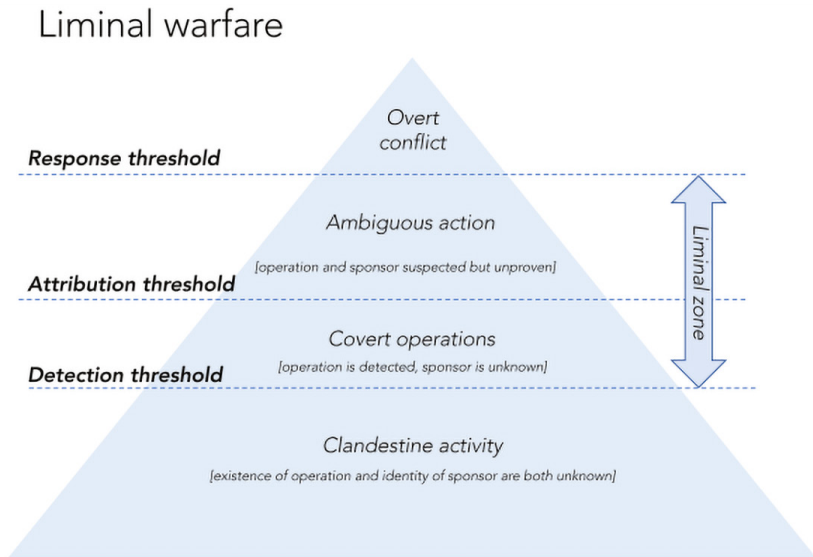 Liminal warfare
Overt
conflict
Response threshold
Ambiguous action
[operation and sponsor suspected but unproven]
Attribution threshold
Liminal zone
Covert operations
[operation is detected, sponsor is unknown]
Detection threshold
Clandestine activity
[existence of operation and identity of sponsor are both unknown]